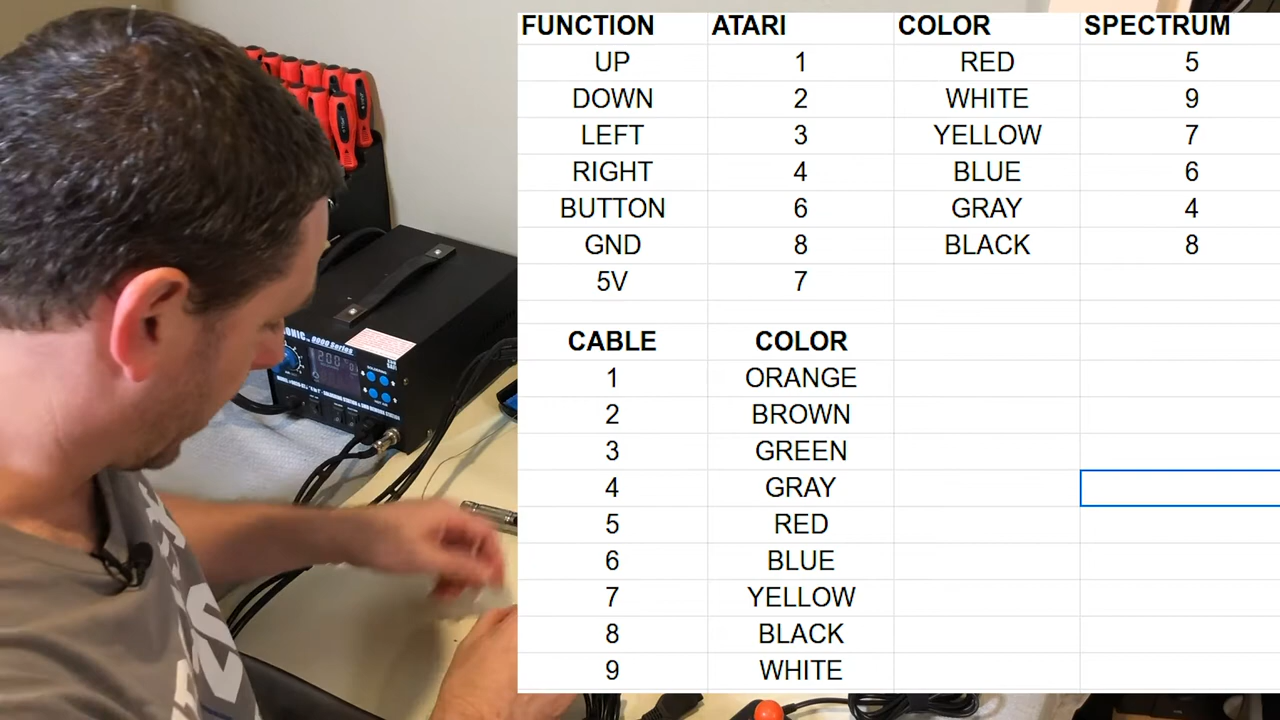 FUNCTION ATARI COLOR SPECTRUM
UP 1 RED 5
DOWN 2 WHITE 9
LEFT 3 YELLOW 7
RIGHT 4 BLUE 6
BUTTON 6 GRAY 4
GND 8 BLACK 8
5V 7
CABLE COLOR
1 ORANGE
2 BROWN
3 GREEN
4 GRAY
5 RED
6 BLUE
7 YELLOW
8 BLACK
9 WHITE
Series
200